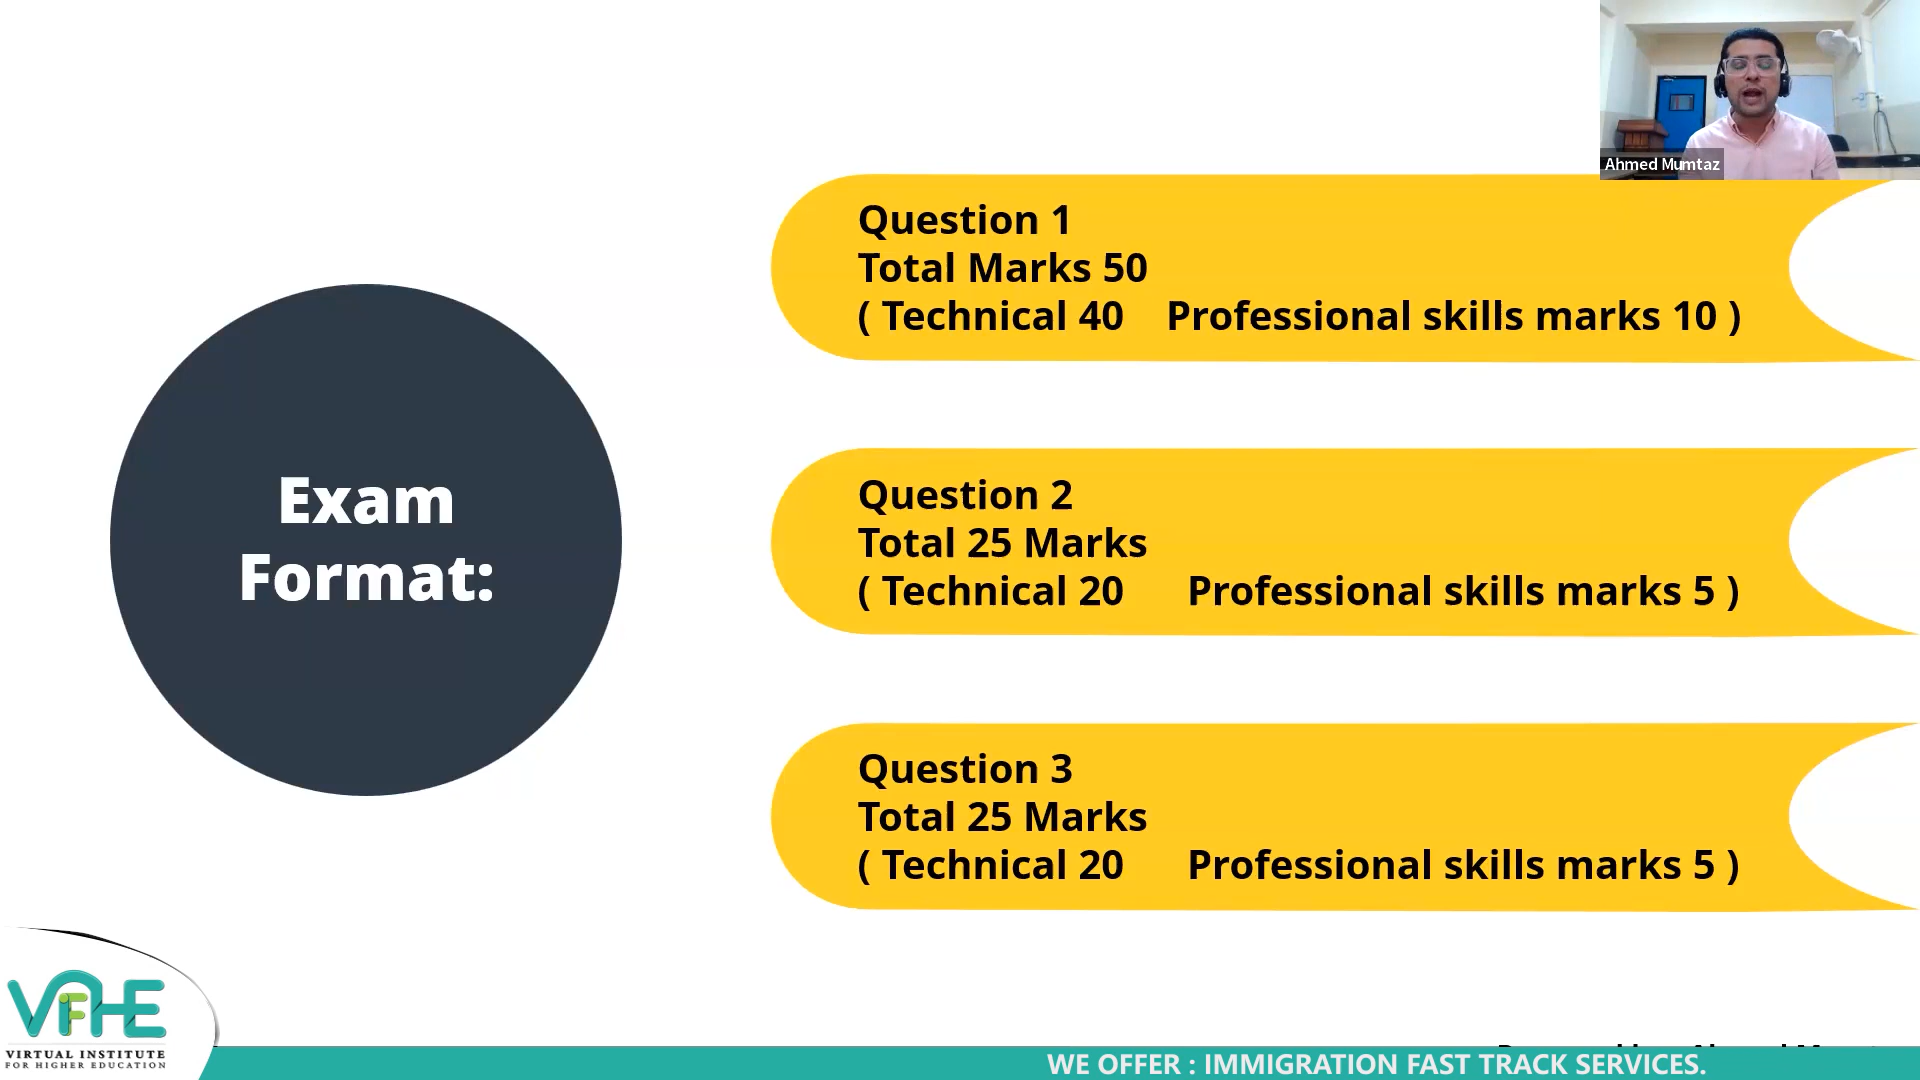 Ahmed Mumtaz
Question 1
Total Marks 50
( Technical 40 Professional skills marks 10 )
Exam
Format:
Question 2
Total 25 Marks
( Technical 20 Professional skills marks 5 )
Question 3
Total 25 Marks
( Technical 20 Professional skills marks 5 )
VIFHE
VIRTUAL INSTITUTE
FOR HIGHER EDUCATION
WE OFFER : IMMIGRATION FAST TRACK SERVICES.